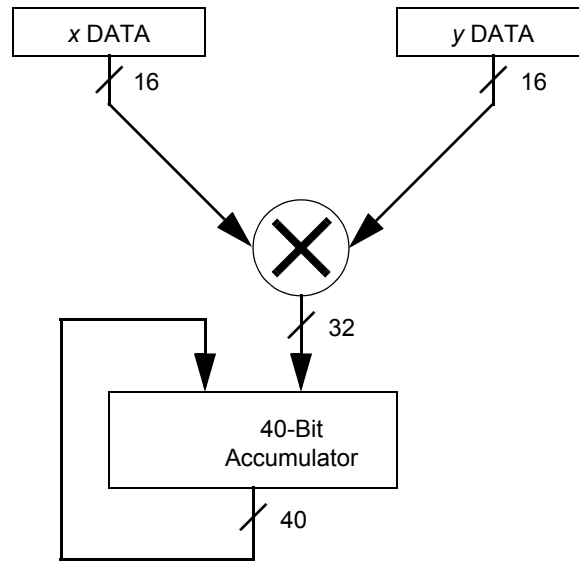 x DATA
y DATA
16
16
32
40-Bit
Accumulator
40